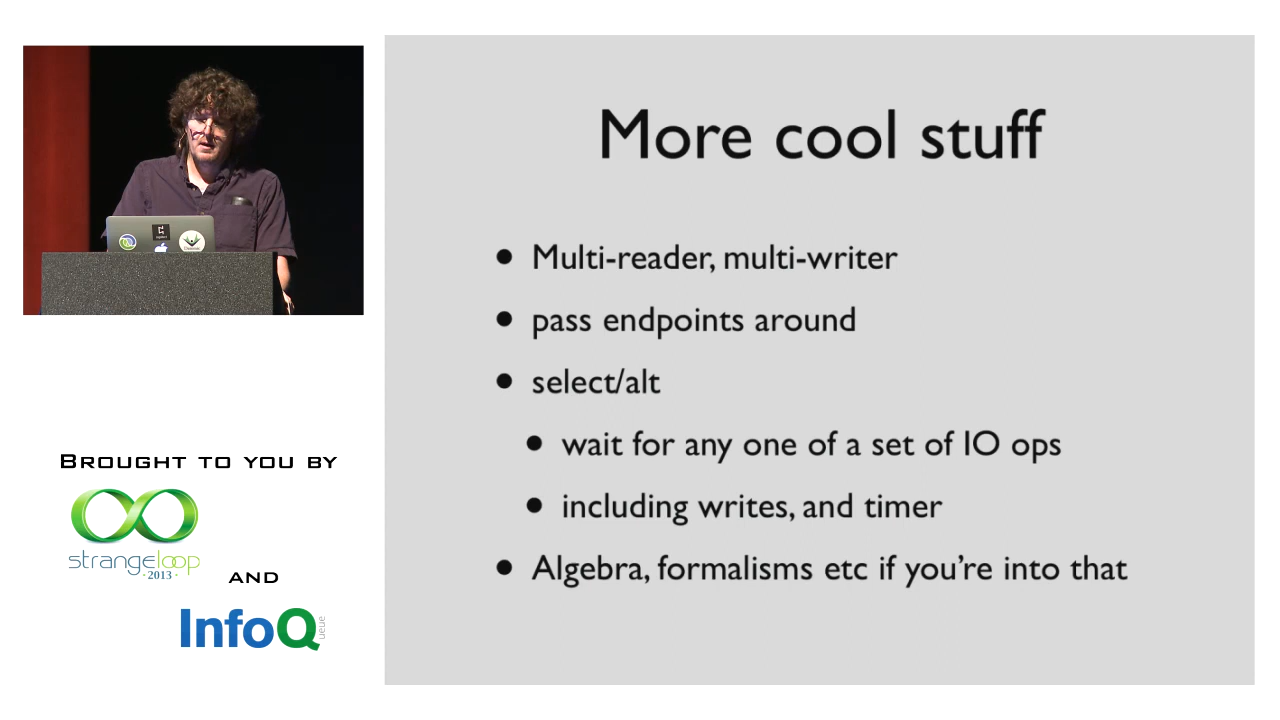 More cool stuff
Multi-reader, multi-writer
pass endpoints around
select/alt
wait for any one of a set of IO ops
including writes, and timer
Algebra, formalisms etc if you're into that
BROUGHT TO YOU BY
strangeloop
·2013·
AND
InfoQ
ueue